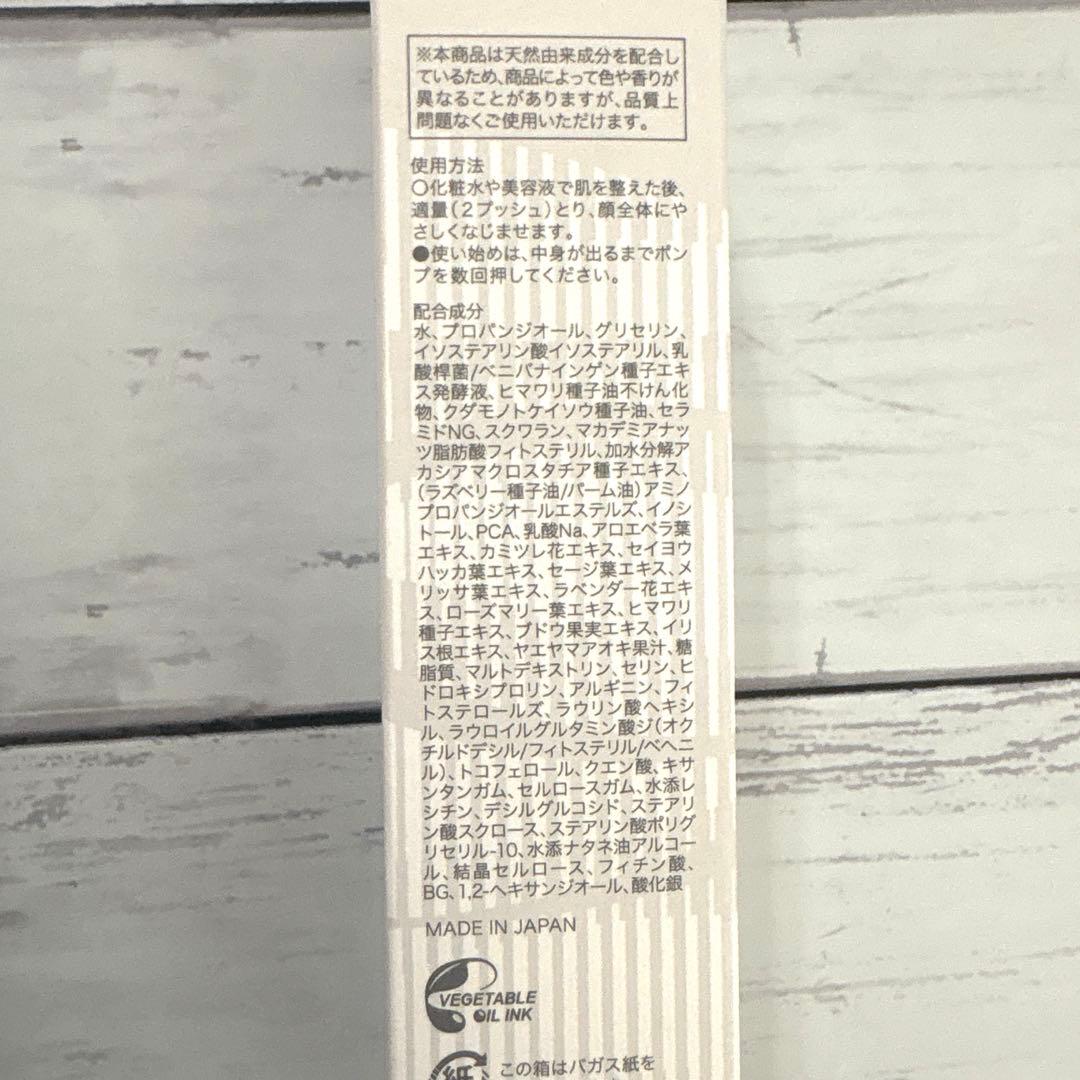 ※本商品は天然由来成分を配合し
ているため、商品によって色や香りが
異なることがありますが、品質上
問題なくご使用いただけます。
使用方法
○化粧水や美容液で肌を整えた後、
適量（2プッシュ）とり、顔全体にや
さしくなじませます。
●使い始めは、中身が出るまでポン
プを数回押してください。
配合成分
水、プロパンジオール、グリセリン、
イソステアリン酸イソステアリル、乳
酸桿菌/ベニバナインゲン種子エキ
ス発酵液、ヒマワリ種子油不けん化
物、クダモノトケイソウ種子油、セラ
ミドNG、スクワラン、マカデミアナッ
ツ脂肪酸フィトステリル、加水分解ア
カシアマクロスタチア種子エキス、
（ラズベリー種子油/パーム油）アミノ
プロパンジオールエステルズ、イノシ
トール、PCA、乳酸Na、アロエベラ葉
エキス、カミツレ花エキス、セイヨウ
ハッカ葉エキス、セージ葉エキス、メ
リッサ葉エキス、ラベンダー花エキ
ス、ローズマリー葉エキス、ヒマワリ
種子エキス、ブドウ果実エキス、イリ
ス根エキス、ヤエヤマアオキ果汁、糖
脂質、マルトデキストリン、セリン、ヒ
ドロキシプロリン、アルギニン、フィ
トステロールズ、ラウリン酸ヘキシ
ル、ラウロイルグルタミン酸ジ（オク
チルドデシル/フィトステリル/ベヘニ
ル）、トコフェロール、クエン酸、キサ
ンタンガム、セルロースガム、水添レ
シチン、デシルグルコシド、ステアリ
ン酸スクロース、ステアリン酸ポリグ
リセリル-10、水添ナタネ油アルコー
ル、結晶セルロース、フィチン酸、
BG、1,2-ヘキサンジオール、酸化銀
MADE IN JAPAN
VEGETABLE
OIL INK
紙
この箱はバガス紙を